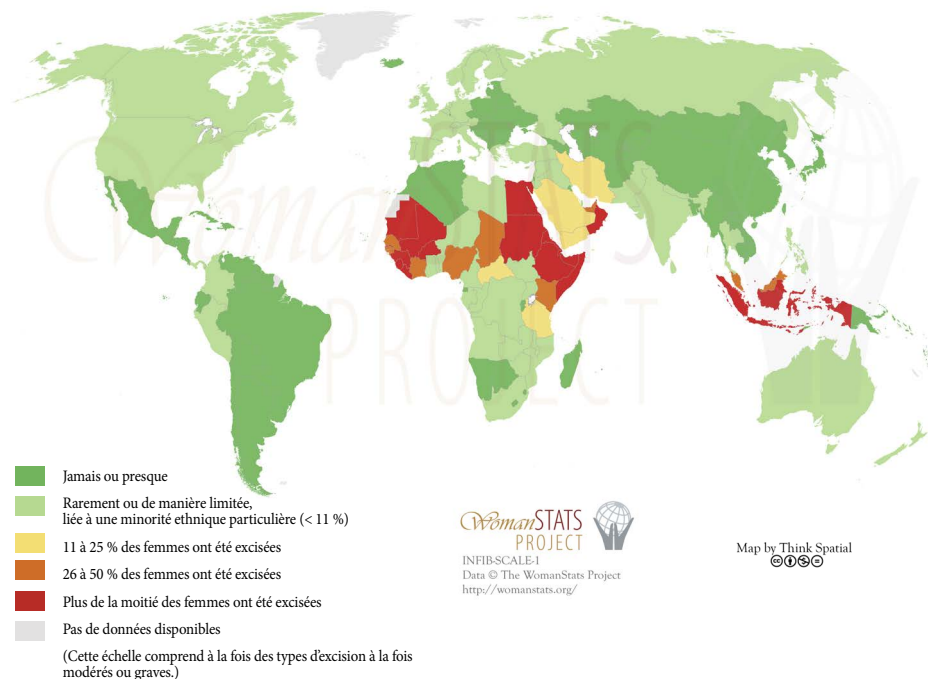 WomanSTATS
PROJECT
Jamais ou presque
Rarement ou de manière limitée,
liée à une minorité ethnique particulière (< 11 %)
11 à 25 % des femmes ont été excisées
26 à 50 % des femmes ont été excisées
Plus de la moitié des femmes ont été excisées
Pas de données disponibles
(Cette échelle comprend à la fois des types d'excision à la fois
modérés ou graves.)
WomanSTATS
PROJECT
INFIB-SCALE-1
Data © The WomanStats Project
http://womanstats.org/
Map by Think Spatial